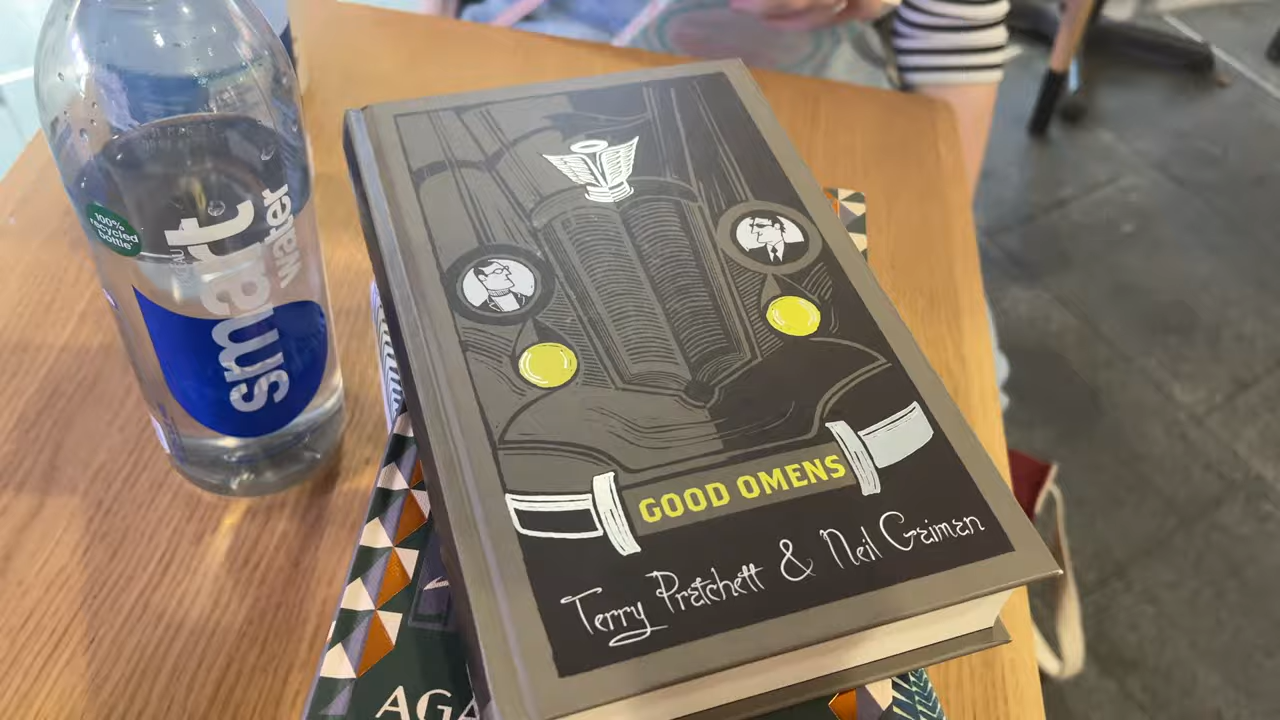 100%
recycled
bottle
smart
water
GOOD OMENS
Terry Pratchett & Neil Gaiman
AGA